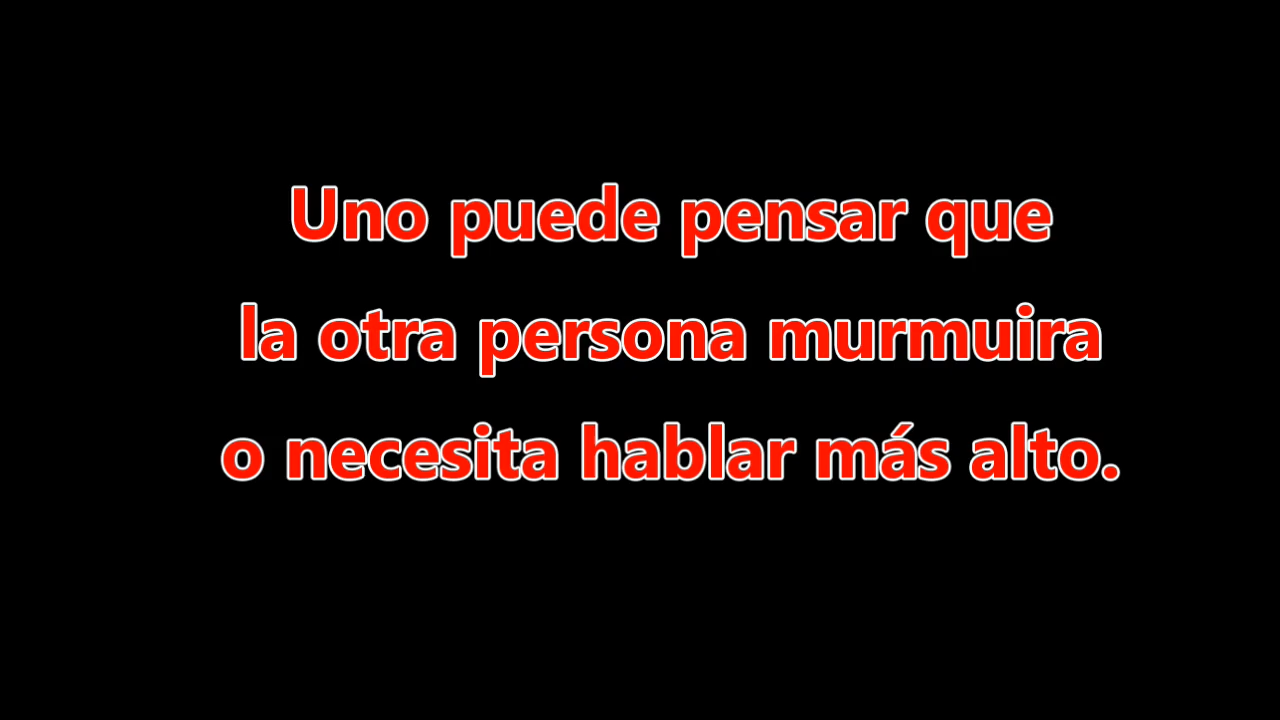 Uno puede pensar que
la otra persona murmuira
o necesita hablar más alto.